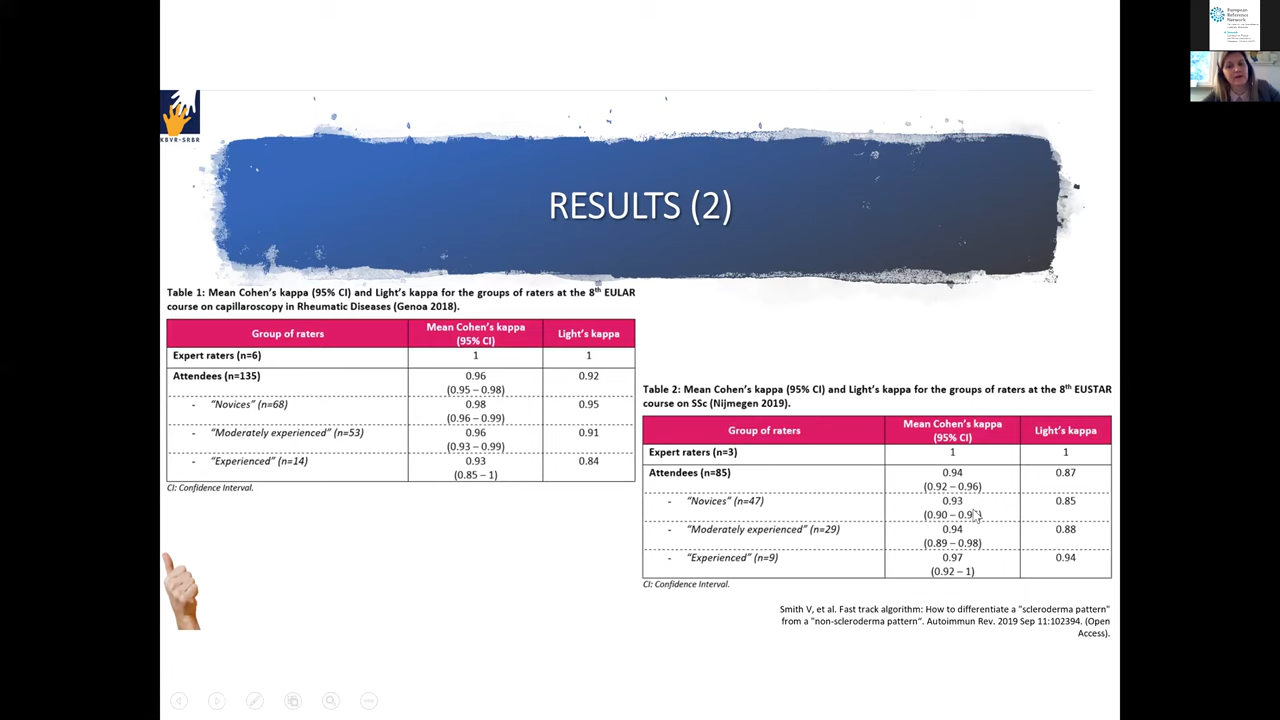 European
Reference
Network
KBVR-SRBR
RESULTS (2)
Table 1: Mean Cohen's kappa (95% CI) and Light's kappa for the groups of raters at the 8th EULAR
course on capillaroscopy in Rheumatic Diseases (Genoa 2018).
Group of raters Mean Cohen's kappa (95% CI) Light's kappa
Expert raters (n=6) 1 1
Attendees (n=135) 0.96 0.92
(0.95 – 0.98)
- "Novices" (n=68) 0.98 0.95
(0.96 – 0.99)
- "Moderately experienced" (n=53) 0.96 0.91
(0.93 – 0.99)
- "Experienced" (n=14) 0.93 0.84
(0.85 – 1)
CI: Confidence Interval.
Table 2: Mean Cohen's kappa (95% CI) and Light's kappa for the groups of raters at the 8th EUSTAR
course on SSc (Nijmegen 2019).
Group of raters Mean Cohen's kappa (95% CI) Light's kappa
Expert raters (n=3) 1 1
Attendees (n=85) 0.94 0.87
(0.92 – 0.96)
- "Novices" (n=47) 0.93 0.85
(0.90 –
- "Moderately experienced" (n=29) 0.94 0.88
(0.89 – 0.98)
- "Experienced" (n=9) 0.97 0.94
(0.92 – 1)
CI: Confidence Interval.
Smith V, et al. Fast track algorithm: How to differentiate a "scleroderma pattern"
from a "non-scleroderma pattern". Autoimmun Rev. 2019 Sep 11:102394. (Open
Access).